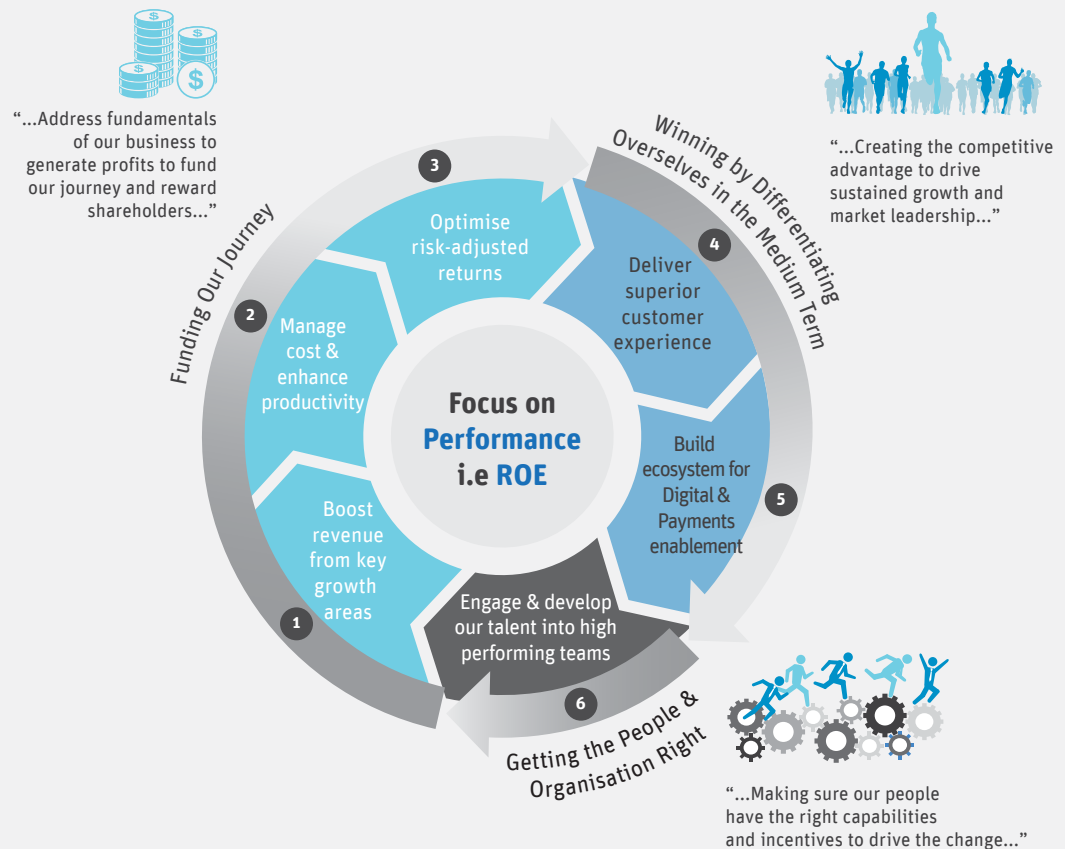 $
$
“...Address fundamentals
of our business to
generate profits to fund
our journey and reward
shareholders...”
“...Creating the competitive
advantage to drive
sustained growth and
market leadership...”
Funding Our Journey
Winning by Differentiating
Overselves in the Medium Term
Focus on
Performance
i.e ROE
1
Boost
revenue
from key
growth
areas
2
Manage
cost &
enhance
productivity
3
Optimise
risk-adjusted
returns
4
Deliver
superior
customer
experience
5
Build
ecosystem for
Digital &
Payments
enablement
6
Engage & develop
our talent into high
performing teams
Getting the People &
Organisation Right
“...Making sure our people
have the right capabilities
and incentives to drive the change...”